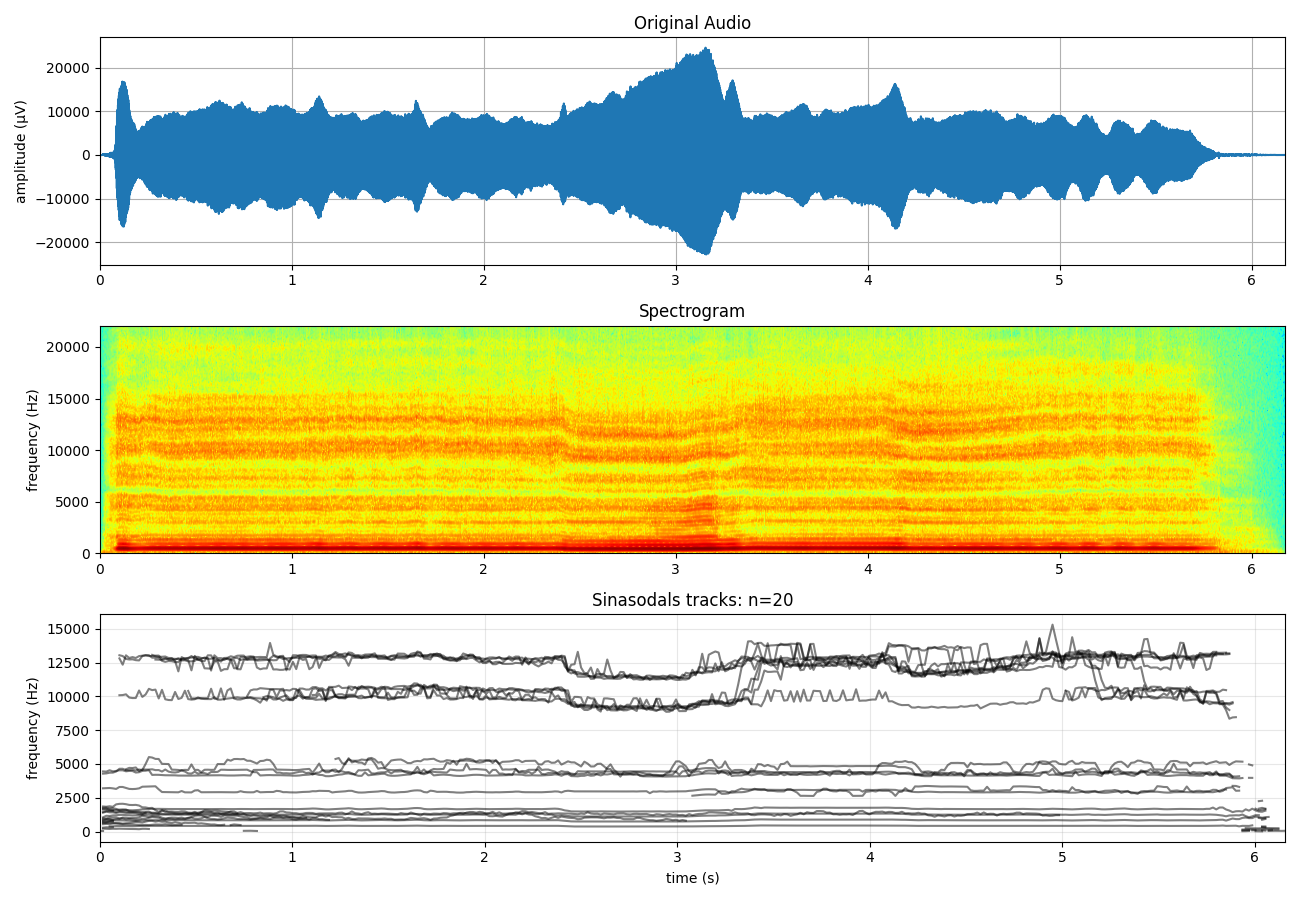 Original Audio
amplitude (µV)
20000
10000
0
−10000
−20000
0 1 2 3 4 5 6
Spectrogram
frequency (Hz)
20000
15000
10000
5000
0
0 1 2 3 4 5 6
Sinasodals tracks: n=20
frequency (Hz)
15000
12500
10000
7500
5000
2500
0
0 1 2 3 4 5 6
time (s)